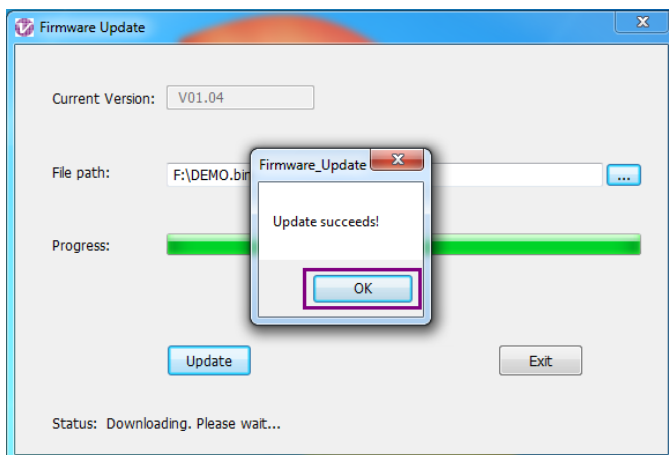 Firmware Update
Current Version: V01.04
Firmware_Update
File path: F:\DEMO.bin ...
Update succeeds!
Progress:
OK
Update Exit
Status: Downloading. Please wait...